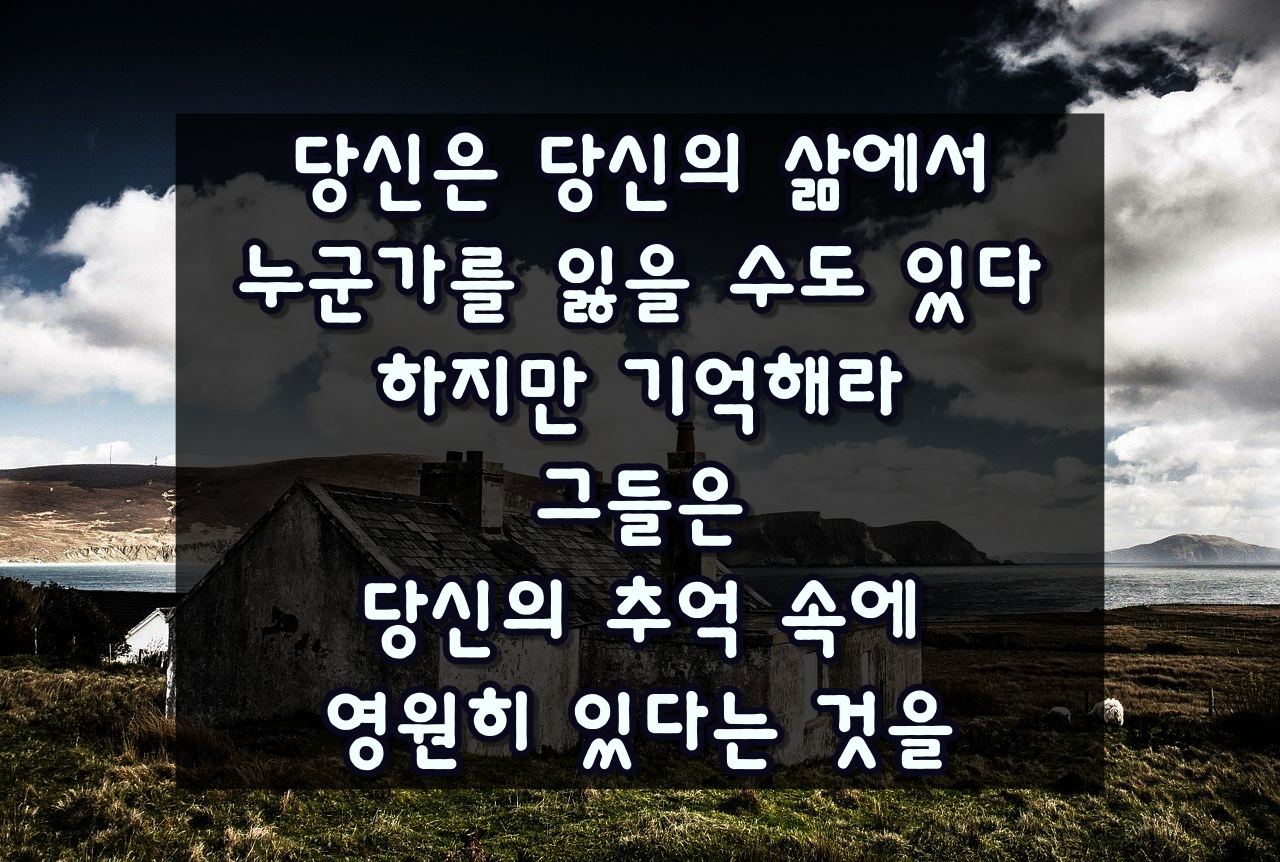 당신은 당신의 삶에서
누군가를 잃을 수도 있다
하지만 기억해라
그들은
당신의 추억 속에
영원히 있다는 것을